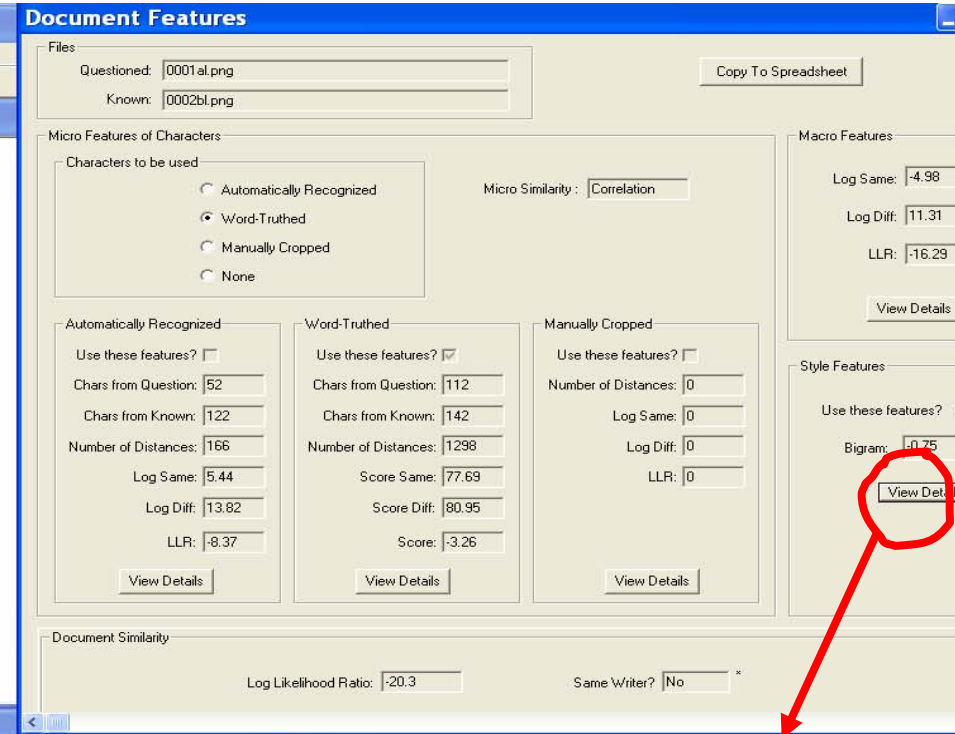 Document Features
Files
Questioned: 0001al.png
Known: 0002bl.png
Copy To Spreadsheet
Micro Features of Characters
Characters to be used
Automatically Recognized
Word-Truthed
Manually Cropped
None
Micro Similarity : Correlation
Macro Features
Log Same: -4.98
Log Diff: 11.31
LLR: -16.29
View Details
Automatically Recognized
Use these features?
Chars from Question: 52
Chars from Known: 122
Number of Distances: 166
Log Same: 5.44
Log Diff: 13.82
LLR: -8.37
View Details
Word-Truthed
Use these features?
Chars from Question: 112
Chars from Known: 142
Number of Distances: 1298
Score Same: 77.69
Score Diff: 80.95
Score: -3.26
View Details
Manually Cropped
Use these features?
Number of Distances: 0
Log Same: 0
Log Diff: 0
LLR: 0
View Details
Style Features
Use these features?
Bigram: -0.75
View Detai
Document Similarity
Log Likelihood Ratio: -20.3
Same Writer? No *